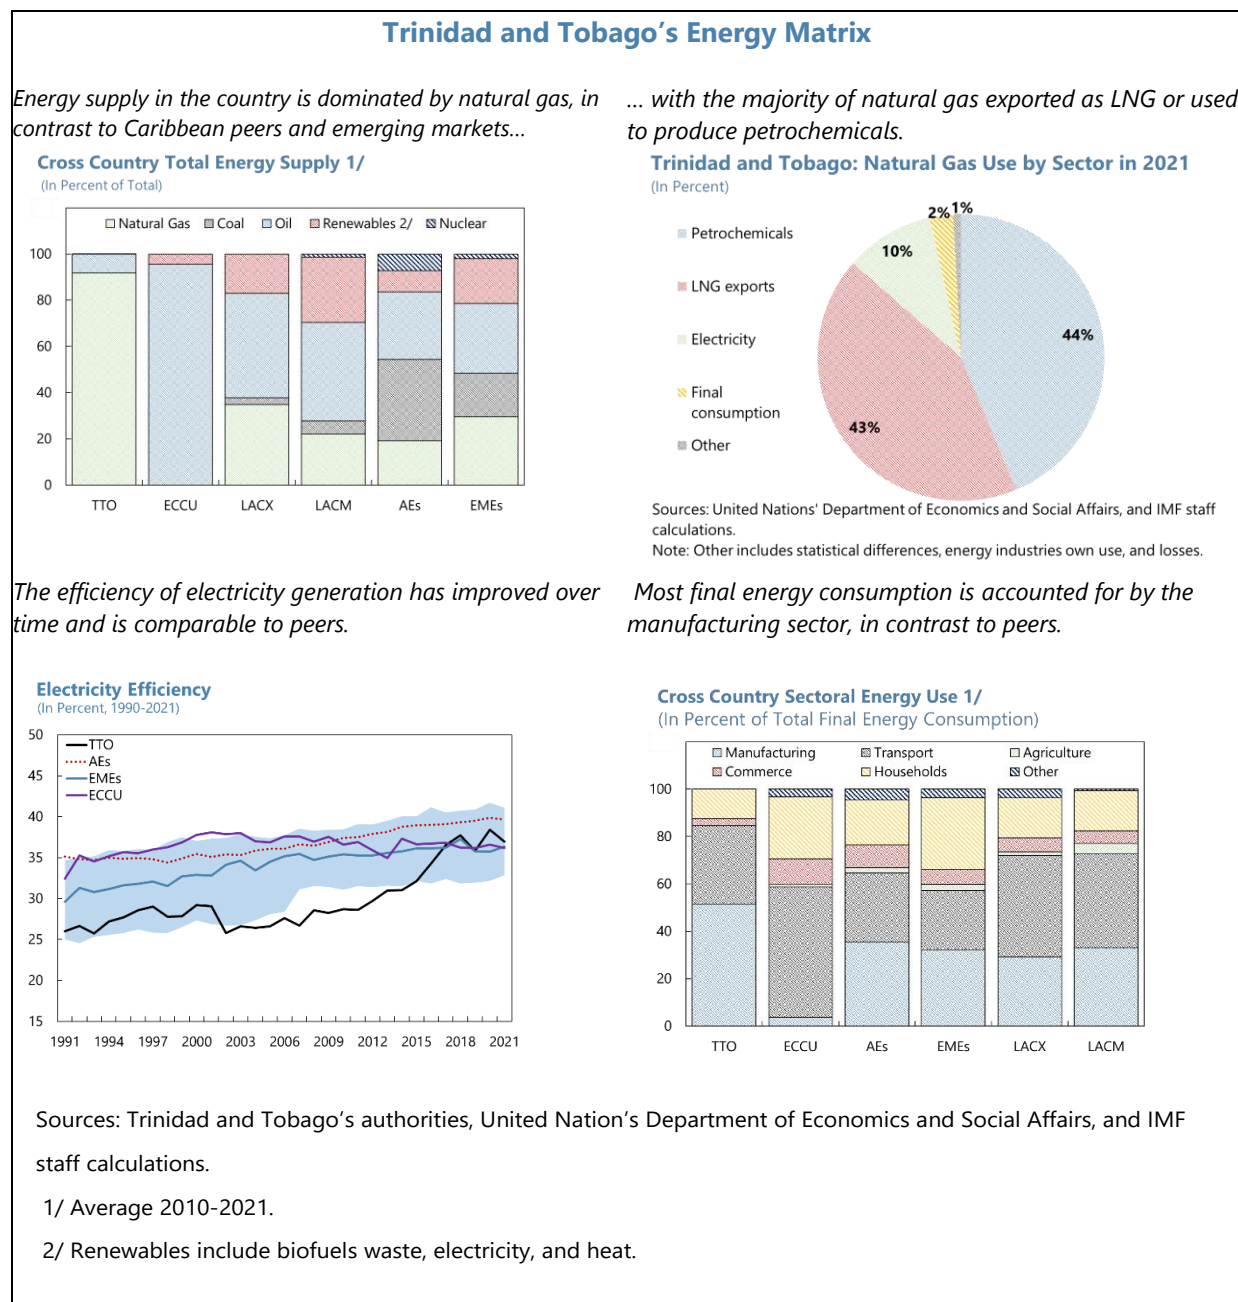 Trinidad and Tobago's Energy Matrix
Energy supply in the country is dominated by natural gas, in
contrast to Caribbean peers and emerging markets…
Cross Country Total Energy Supply 1/
(In Percent of Total)
Natural Gas Coal Oil Renewables 2/ Nuclear
100
80
60
40
20
0
TTO ECCU LACX LACM AEs EMEs
… with the majority of natural gas exported as LNG or used
to produce petrochemicals.
Trinidad and Tobago: Natural Gas Use by Sector in 2021
(In Percent)
Petrochemicals
LNG exports
Electricity
Final
consumption
Other
2% 1%
10%
44%
43%
Sources: United Nations' Department of Economics and Social Affairs, and IMF staff
calculations.
Note: Other includes statistical differences, energy industries own use, and losses.
The efficiency of electricity generation has improved over
time and is comparable to peers.
Electricity Efficiency
(In Percent, 1990-2021)
50
45
40
35
30
25
20
15
TTO
AEs
EMEs
ECCU
1991 1994 1997 2000 2003 2006 2009 2012 2015 2018 2021
Most final energy consumption is accounted for by the
manufacturing sector, in contrast to peers.
Cross Country Sectoral Energy Use 1/
(In Percent of Total Final Energy Consumption)
Manufacturing Transport Agriculture
Commerce Households Other
100
80
60
40
20
0
TTO ECCU AEs EMEs LACX LACM
Sources: Trinidad and Tobago's authorities, United Nation's Department of Economics and Social Affairs, and IMF
staff calculations.
1/ Average 2010-2021.
2/ Renewables include biofuels waste, electricity, and heat.